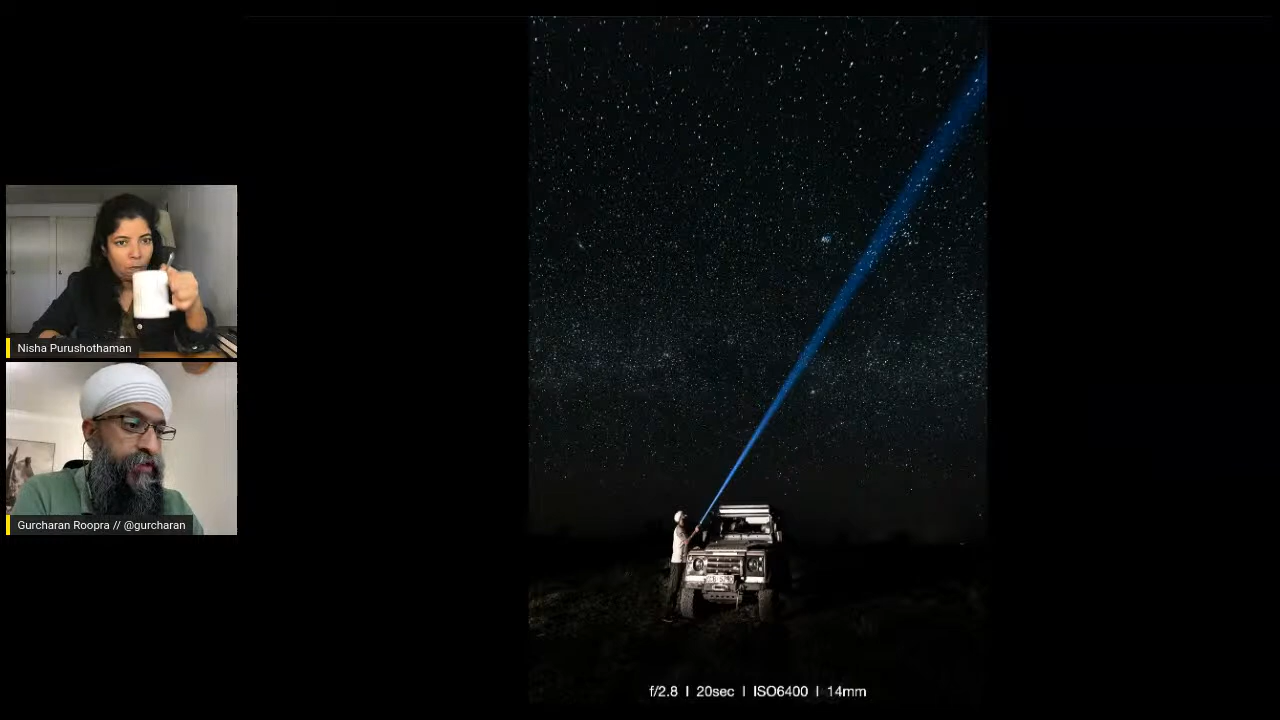 Nisha Purushothaman
Gurcharan Roopra // @gurcharan
f/2.8 | 20sec | ISO6400 | 14mm